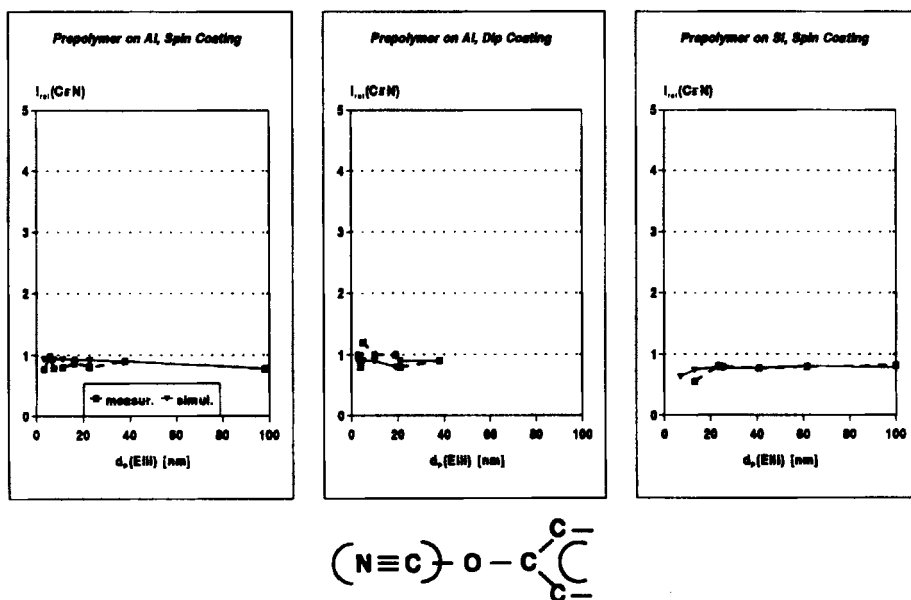 Prepolymer on Al, Spin Coating
I_rel(C≡N)
5
4
3
2
1
0
measur. simul.
0 20 40 60 80 100
d_P(Elli) [nm]
Prepolymer on Al, Dip Coating
I_rel(C≡N)
5
4
3
2
1
0
0 20 40 60 80 100
d_P(Elli) [nm]
Prepolymer on Si, Spin Coating
I_rel(C≡N)
5
4
3
2
1
0
0 20 40 60 80 100
d_P(Elli) [nm]
C—
(N≡C)—O—C
C—